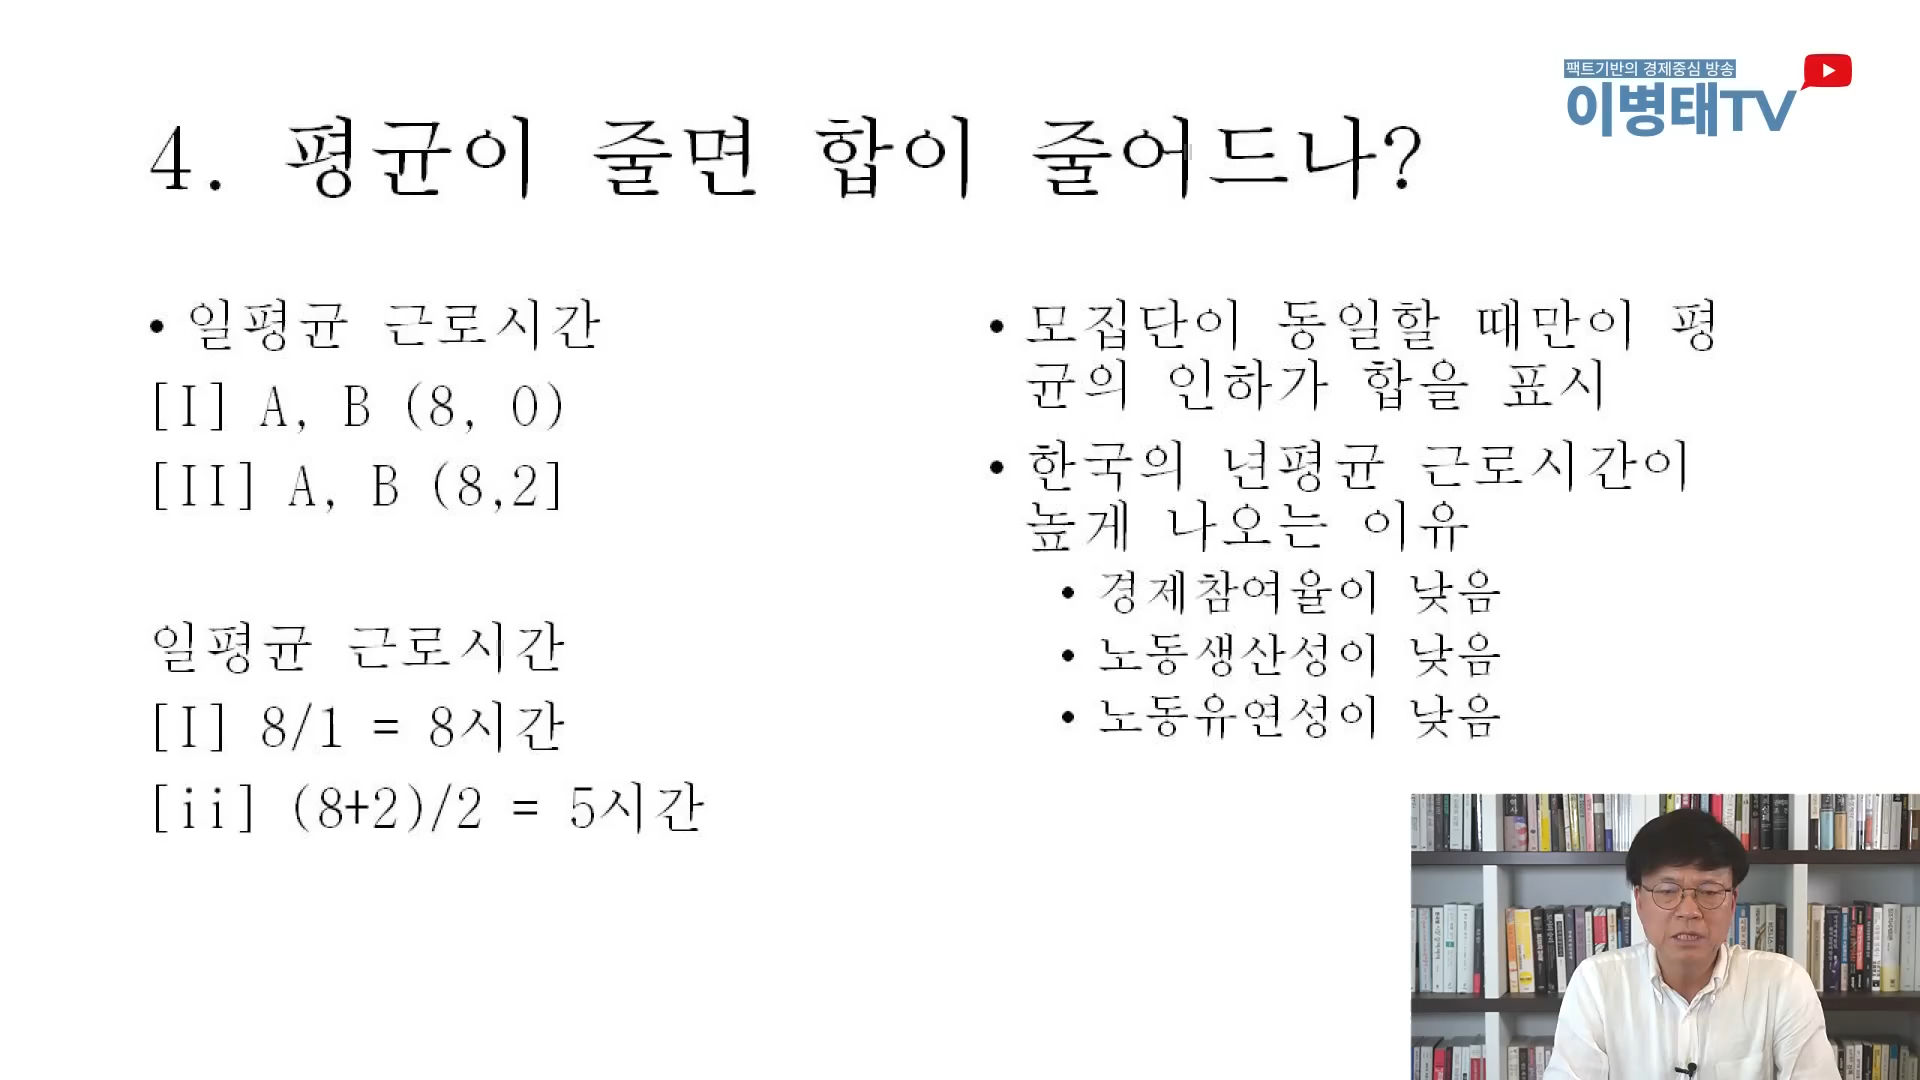 팩트기반의 경제중심 방송
이병태TV
4. 평균이 줄면 합이 줄어드나?
• 일평균 근로시간
[I] A, B (8, 0)
[II] A, B (8,2]
일평균 근로시간
[I] 8/1 = 8시간
[ii] (8+2)/2 = 5시간
• 모집단이 동일할 때만이 평
균의 인하가 합을 표시
• 한국의 년평균 근로시간이
높게 나오는 이유
• 경제참여율이 낮음
• 노동생산성이 낮음
• 노동유연성이 낮음